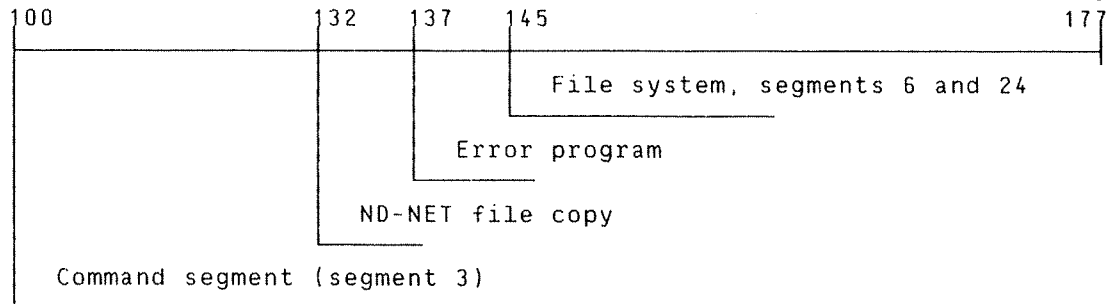 100 132 137 145 177
File system, segments 6 and 24
Error program
ND-NET file copy
Command segment (segment 3)